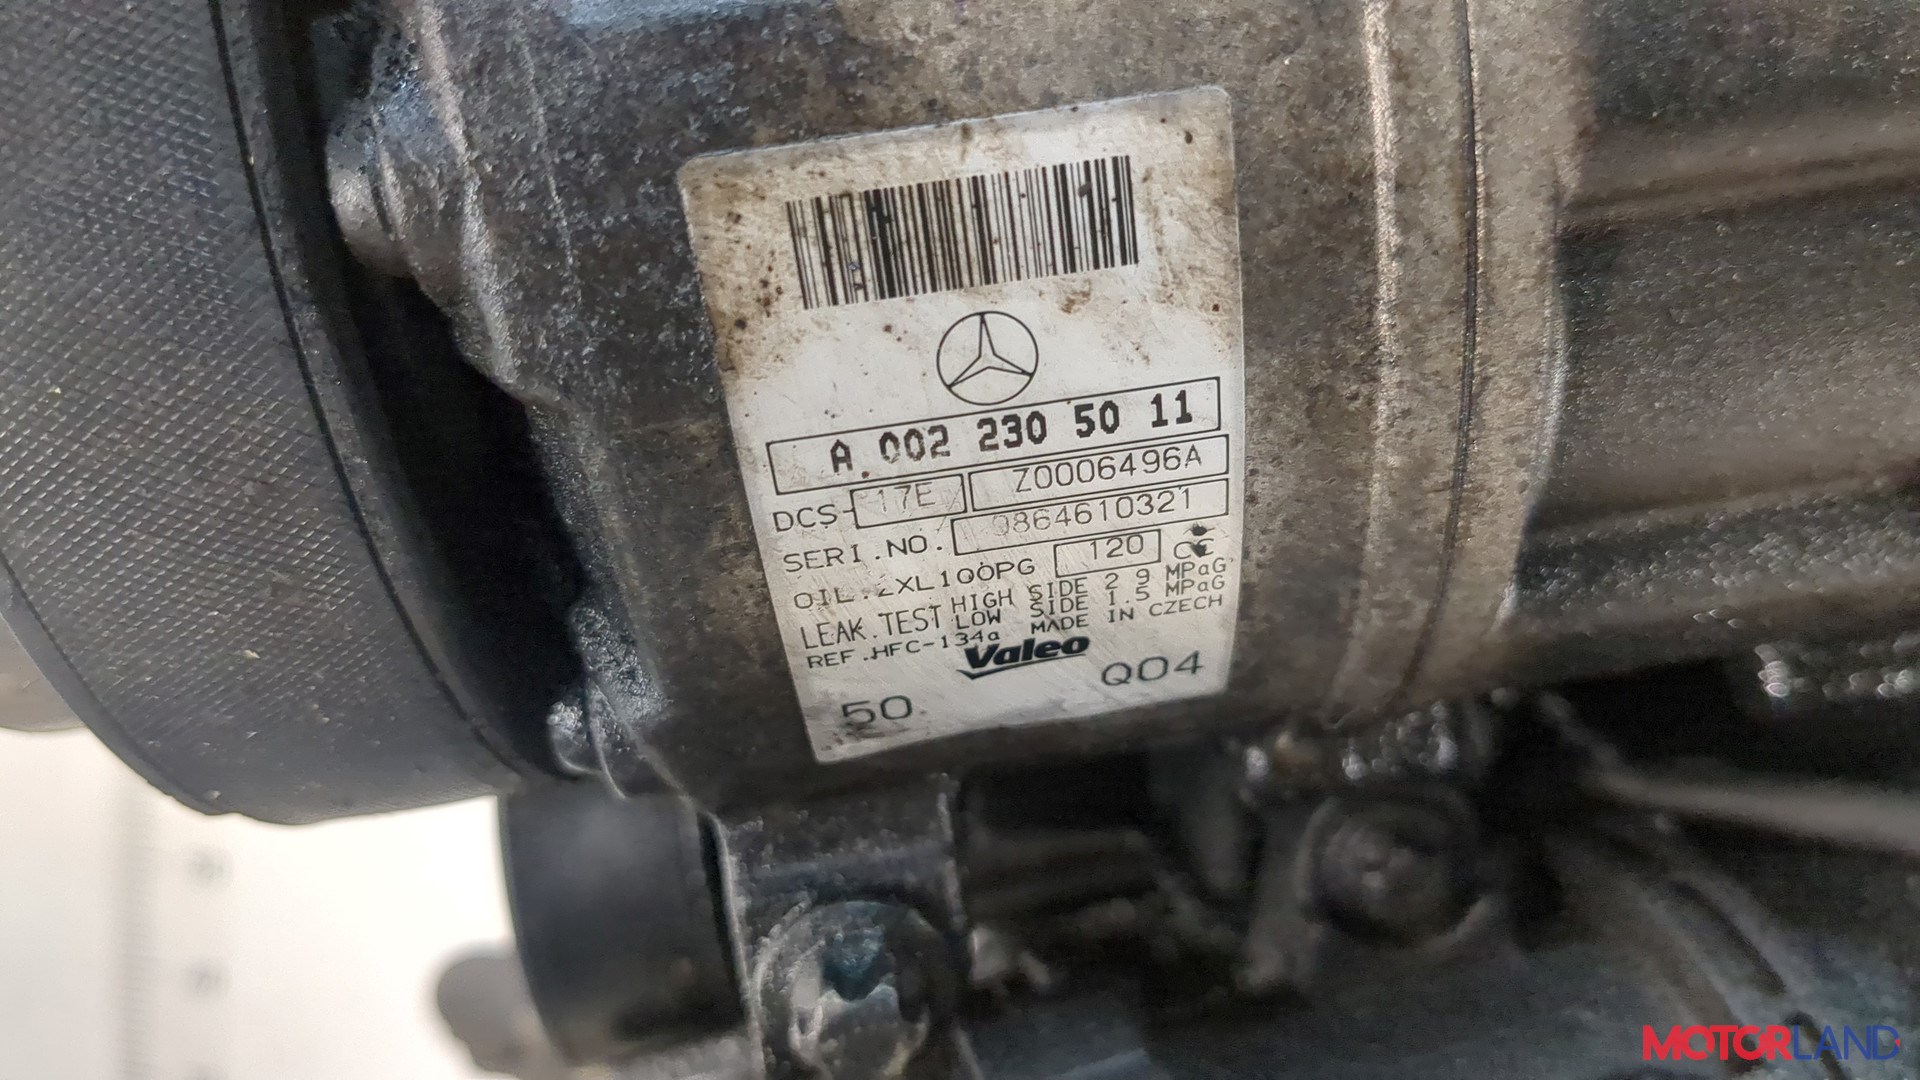 A 002 230 50 11
DCS-17E Z0006496A
SERI.NO. 0864610321
OIL. ZXL100PG 120 CE
LEAK.TEST HIGH SIDE 2.9 MPaG
LOW SIDE 1.5 MPaG
REF.HFC-134a MADE IN CZECH
Valeo
50 Q04
MOTORLAND